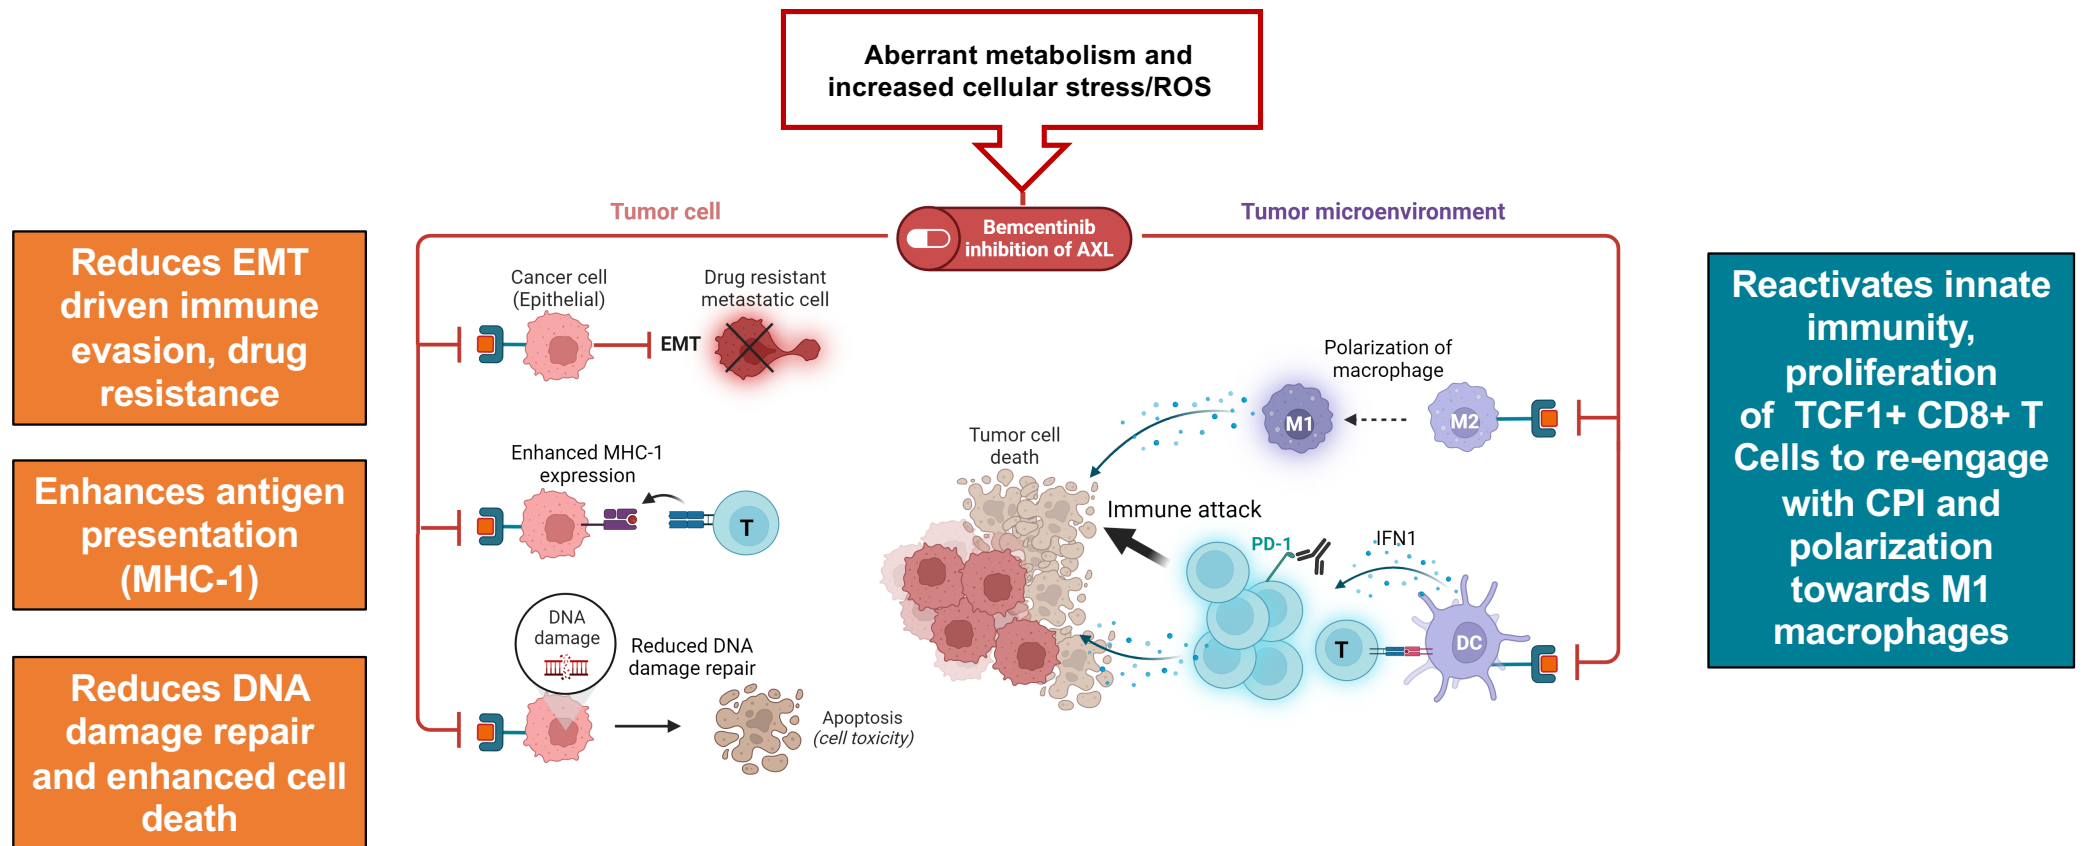 Aberrant metabolism and
increased cellular stress/ROS
Tumor cell
Bemcentinib
inhibition of AXL
Tumor microenvironment
Reduces EMT
driven immune
evasion, drug
resistance
Enhances antigen
presentation
(MHC-1)
Reduces DNA
damage repair
and enhanced cell
death
Cancer cell
(Epithelial)
Drug resistant
metastatic cell
EMT
Enhanced MHC-1
expression
T
DNA
damage
Reduced DNA
damage repair
Apoptosis
(cell toxicity)
Tumor cell
death
Immune attack
Polarization of
macrophage
M1
M2
PD-1
IFN1
T
DC
Reactivates innate
immunity,
proliferation
of TCF1+ CD8+ T
Cells to re-engage
with CPI and
polarization
towards M1
macrophages